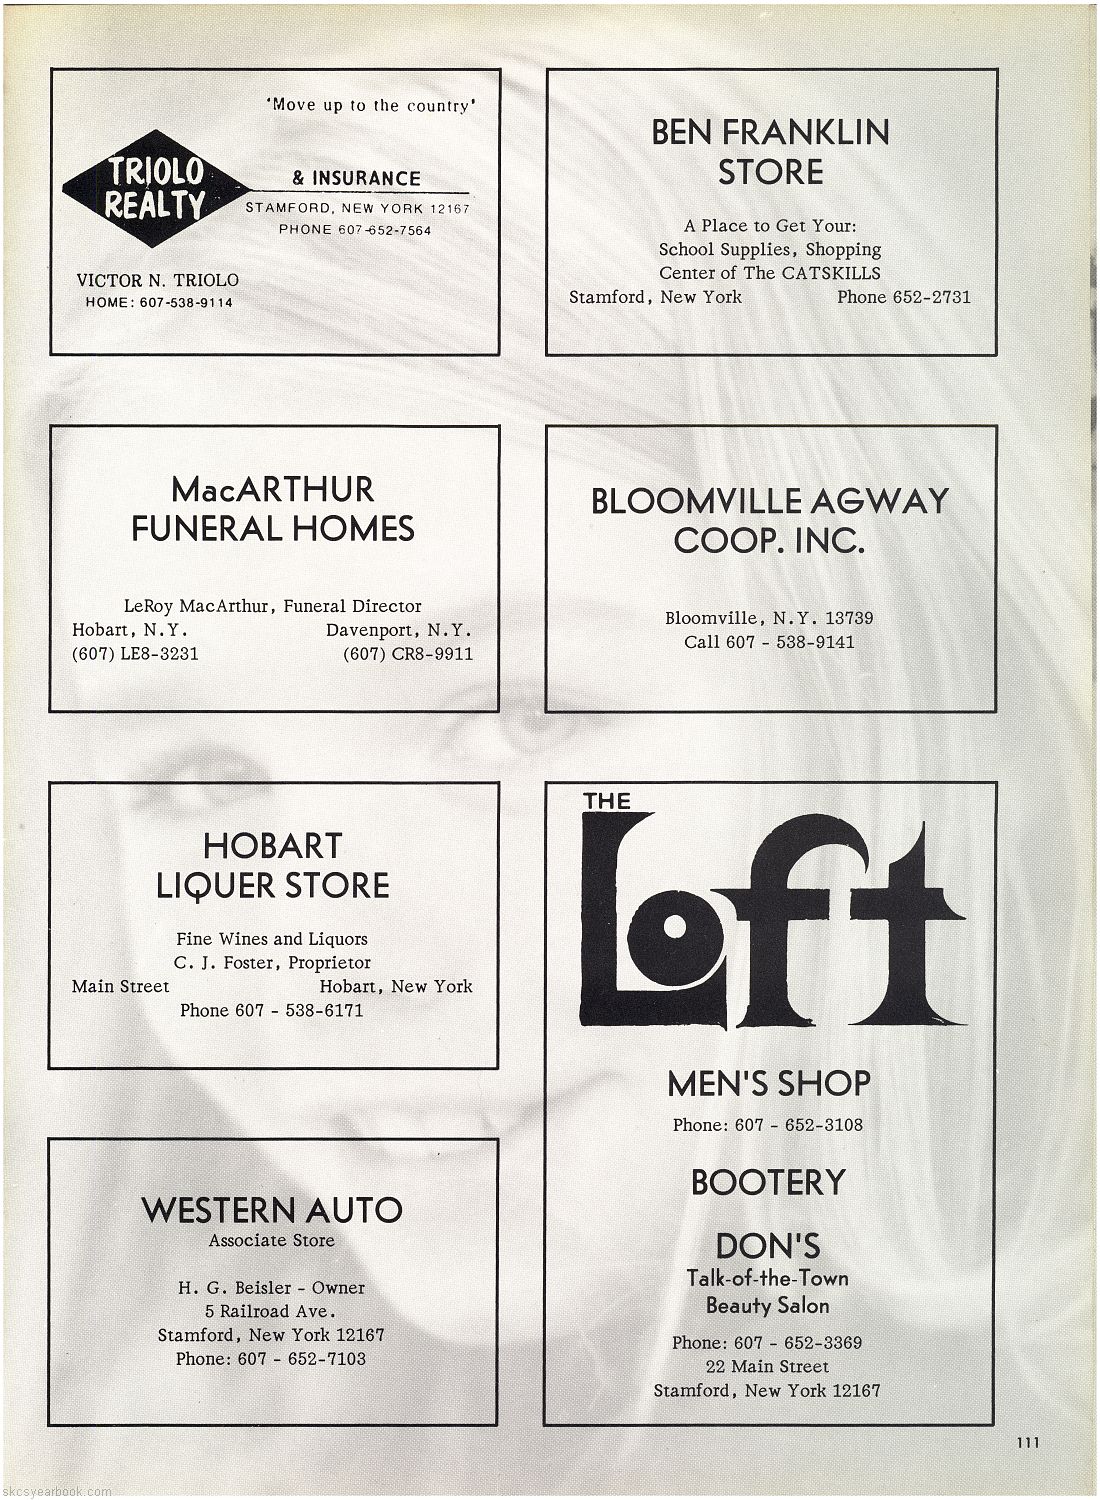 'Move up to the country'
TRIOLO
REALTY
& INSURANCE
STAMFORD, NEW YORK 12167
PHONE 607-652-7564
VICTOR N. TRIOLO
HOME: 607-538-9114
BEN FRANKLIN
STORE
A Place to Get Your:
School Supplies, Shopping
Center of The CATSKILLS
Stamford, New York Phone 652-2731
MacARTHUR
FUNERAL HOMES
LeRoy MacArthur, Funeral Director
Hobart, N.Y. Davenport, N.Y.
(607) LE8-3231 (607) CR8-9911
BLOOMVILLE AGWAY
COOP. INC.
Bloomville, N.Y. 13739
Call 607 - 538-9141
HOBART
LIQUER STORE
Fine Wines and Liquors
C. J. Foster, Proprietor
Main Street Hobart, New York
Phone 607 - 538-6171
WESTERN AUTO
Associate Store
H. G. Beisler - Owner
5 Railroad Ave.
Stamford, New York 12167
Phone: 607 - 652-7103
THE
Loft
MEN'S SHOP
Phone: 607 - 652-3108
BOOTERY
DON'S
Talk-of-the-Town
Beauty Salon
Phone: 607 - 652-3369
22 Main Street
Stamford, New York 12167
111
skcsyearbook.com